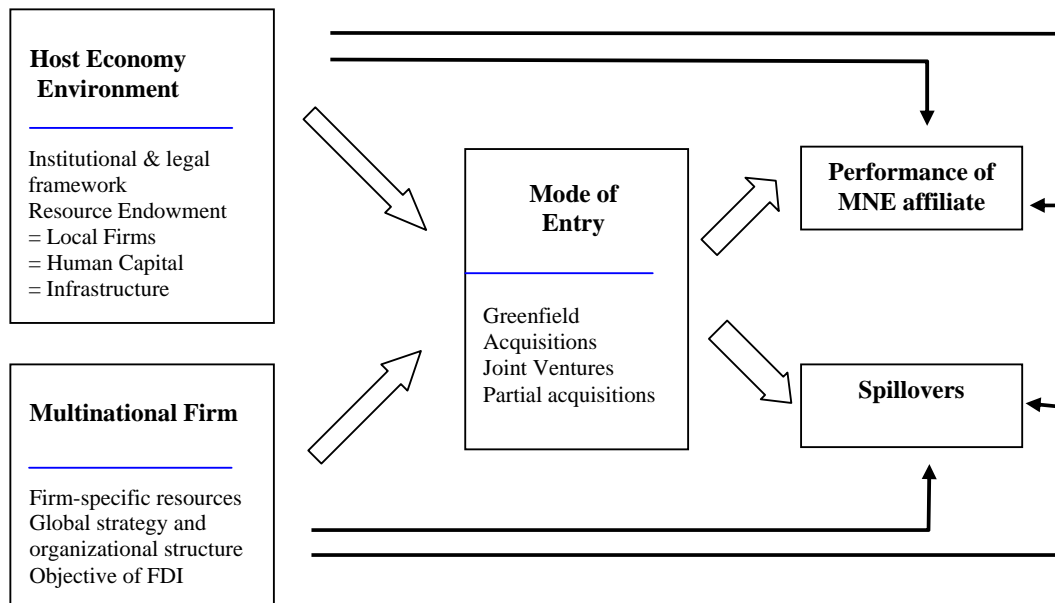 Host Economy
Environment
Institutional & legal
framework
Resource Endowment
= Local Firms
= Human Capital
= Infrastructure
Multinational Firm
Firm-specific resources
Global strategy and
organizational structure
Objective of FDI
Mode of
Entry
Greenfield
Acquisitions
Joint Ventures
Partial acquisitions
Performance of
MNE affiliate
Spillovers